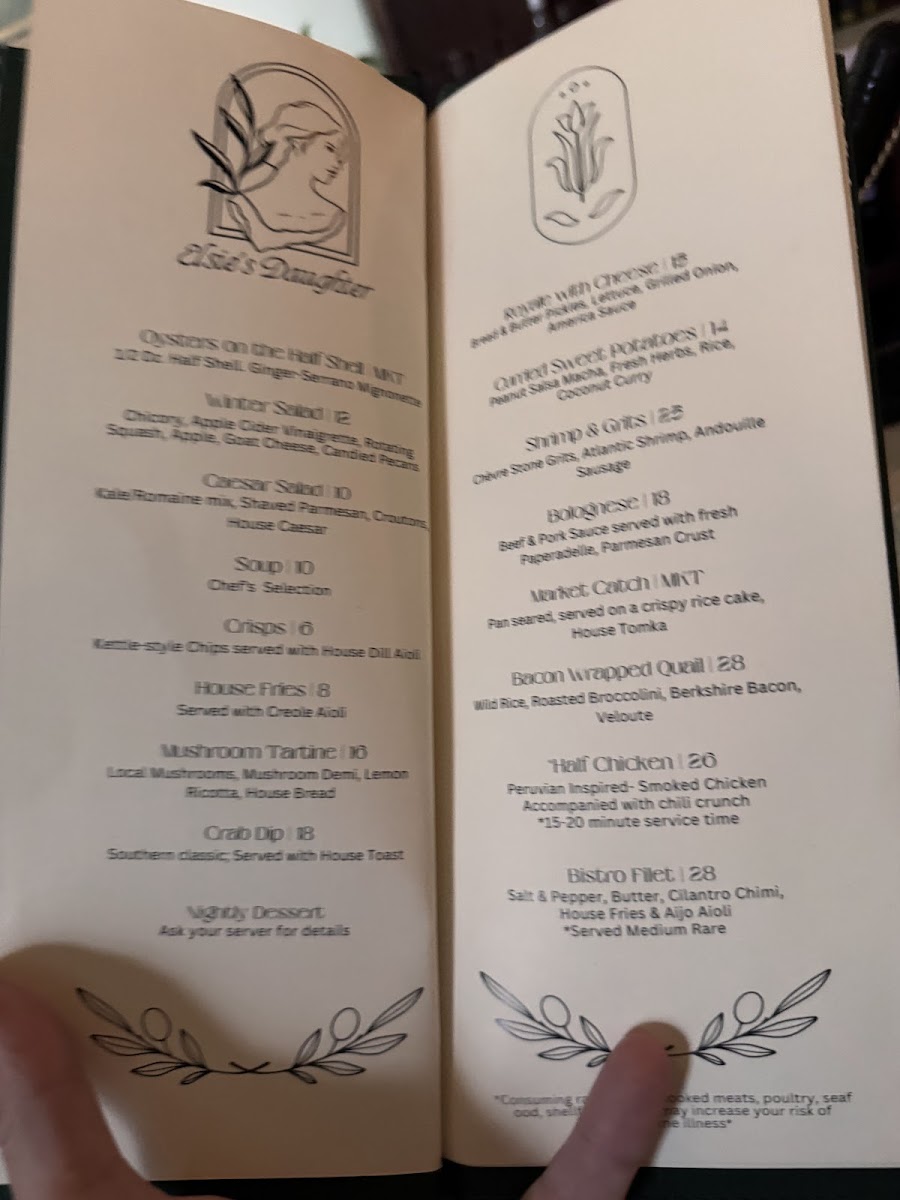 Elsie's Daughter
Oysters on the Half Shell MKT
1/2 Dz. Half Shell. Ginger-Serrano Mignonette
Winter Salad | 12
Chicory, Apple Cider Vinaigrette, Rotating
Squash, Apple, Goat Cheese, Candied Pecans
Caesar Salad | 10
Kale/Romaine mix, Shaved Parmesan, Croutons,
House Caesar
Soup | 10
Chef's Selection
Crisps | 6
Kettle-style Chips served with House Dill Aioli
House Fries | 8
Served with Creole Aioli
Mushroom Tartine | 16
Local Mushrooms, Mushroom Demi, Lemon
Ricotta, House Bread
Crab Dip | 18
Southern classic; Served with House Toast
Nightly Dessert
Ask your server for details
Royale with Cheese |
Bread & Butter Pickles, Lettuce, Grilled Onion,
America Sauce
Curried Sweet Potatoes | 14
Peanut Salsa Macha, Fresh Herbs, Rice,
Coconut Curry
Shrimp & Grits | 25
Chèvre Stone Grits, Atlantic Shrimp, Andouille
Sausage
Bolognese | 18
Beef & Pork Sauce served with fresh
Paperadelle, Parmesan Crust
Market Catch | MKT
Pan seared, served on a crispy rice cake,
House Tomka
Bacon Wrapped Quail | 28
Wild Rice, Roasted Broccolini, Berkshire Bacon,
Veloute
*Half Chicken | 26
Peruvian Inspired- Smoked Chicken
Accompanied with chili crunch
*15-20 minute service time
Bistro Filet | 28
Salt & Pepper, Butter, Cilantro Chimi,
House Fries & Aijo Aioli
*Served Medium Rare
*Consuming ooked meats, poultry, seaf
ood, may increase your risk of
illness*